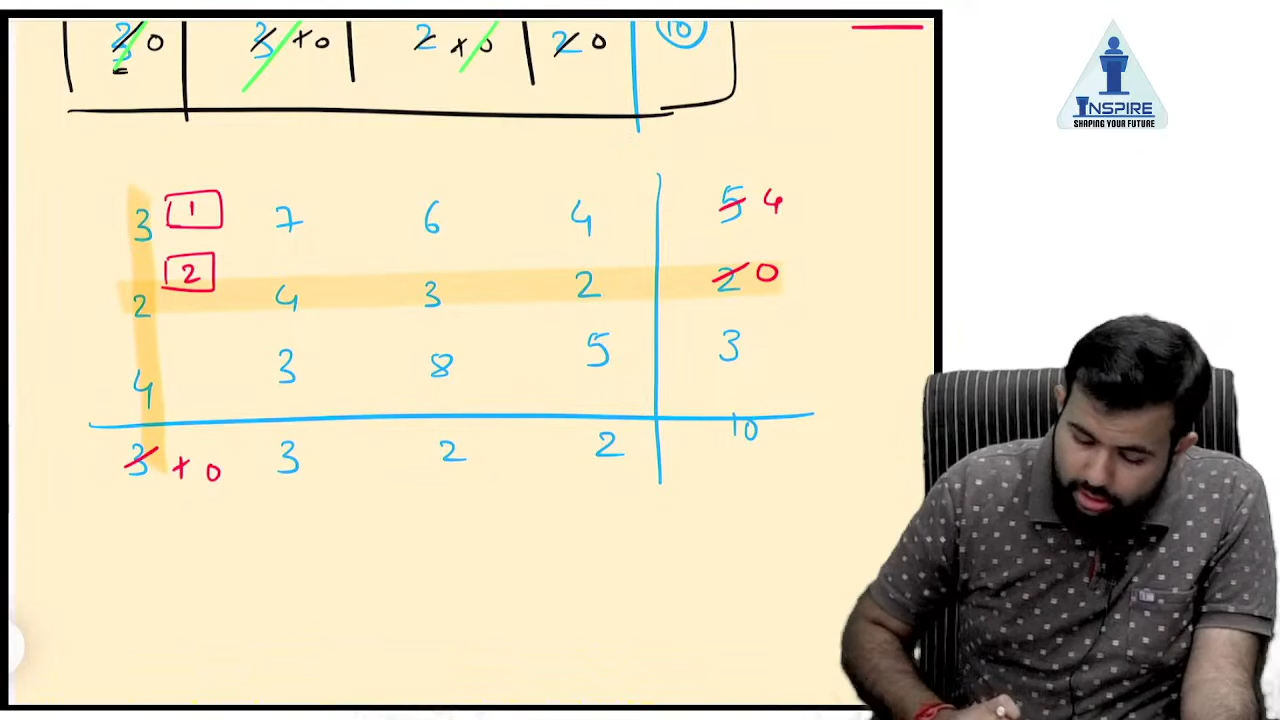 3 0 3 × 0 2 × 0 2 0 10
INSPIRE
SHAPING YOUR FUTURE
3 1 7 6 4 5 4
2 2 4 3 2 2 0
4 3 8 5 3
3 × 0 3 2 2 10